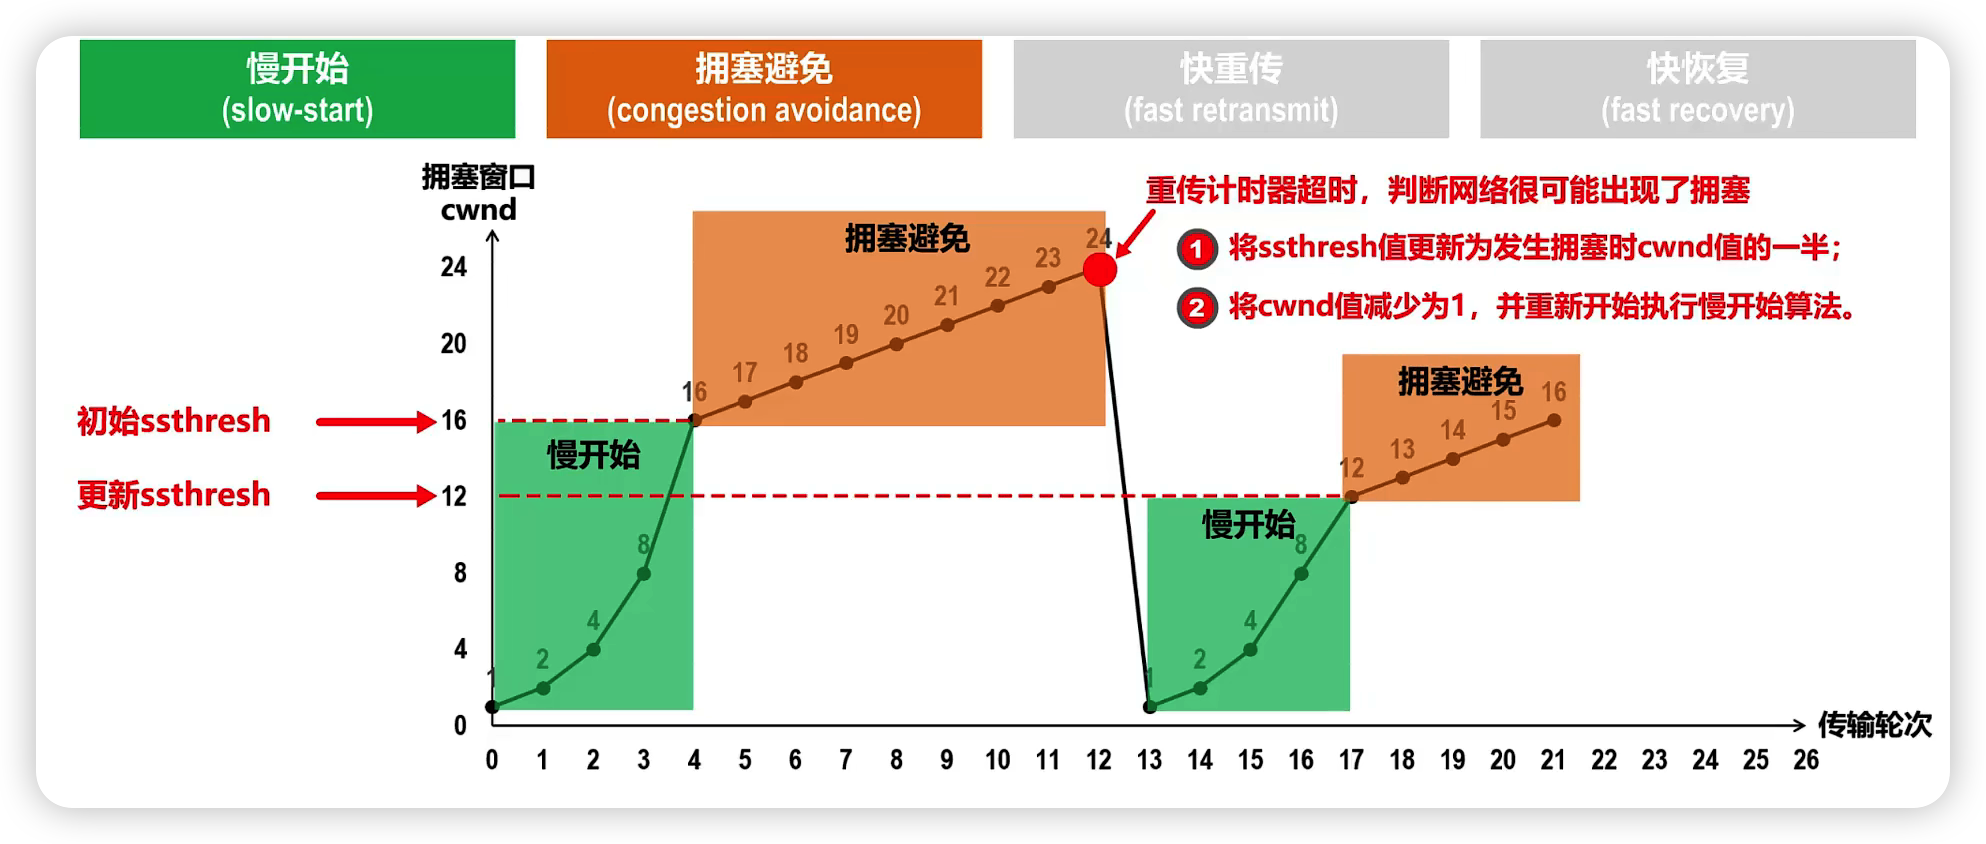 慢开始
(slow-start)
拥塞避免
(congestion avoidance)
快重传
(fast retransmit)
快恢复
(fast recovery)
拥塞窗口
cwnd
重传计时器超时，判断网络很可能出现了拥塞
1 将ssthresh值更新为发生拥塞时cwnd值的一半；
2 将cwnd值减少为1，并重新开始执行慢开始算法。
初始ssthresh
更新ssthresh
24
20
16
12
8
4
0
慢开始
1
2
4
8
拥塞避免
16
17
18
19
20
21
22
23
24
慢开始
1
2
4
8
拥塞避免
12
13
14
15
16
0 1 2 3 4 5 6 7 8 9 10 11 12 13 14 15 16 17 18 19 20 21 22 23 24 25 26
传输轮次